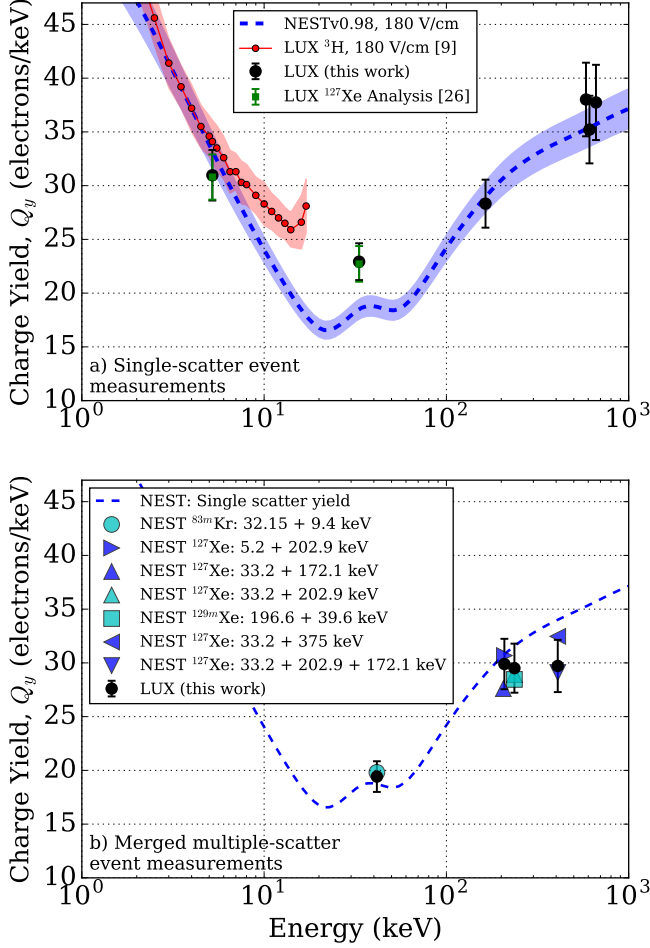 Charge Yield, Qy (electrons/keV)
45
40
35
30
25
20
15
10
NESTv0.98, 180 V/cm
LUX ³H, 180 V/cm [9]
LUX (this work)
LUX ¹²⁷Xe Analysis [26]
a) Single-scatter event
measurements
10⁰ 10¹ 10² 10³
Charge Yield, Qy (electrons/keV)
45
40
35
30
25
20
15
10
NEST: Single scatter yield
NEST ⁸³ᵐKr: 32.15 + 9.4 keV
NEST ¹²⁷Xe: 5.2 + 202.9 keV
NEST ¹²⁷Xe: 33.2 + 172.1 keV
NEST ¹²⁷Xe: 33.2 + 202.9 keV
NEST ¹²⁹ᵐXe: 196.6 + 39.6 keV
NEST ¹²⁷Xe: 33.2 + 375 keV
NEST ¹²⁷Xe: 33.2 + 202.9 + 172.1 keV
LUX (this work)
b) Merged multiple-scatter
event measurements
10⁰ 10¹ 10² 10³
Energy (keV)